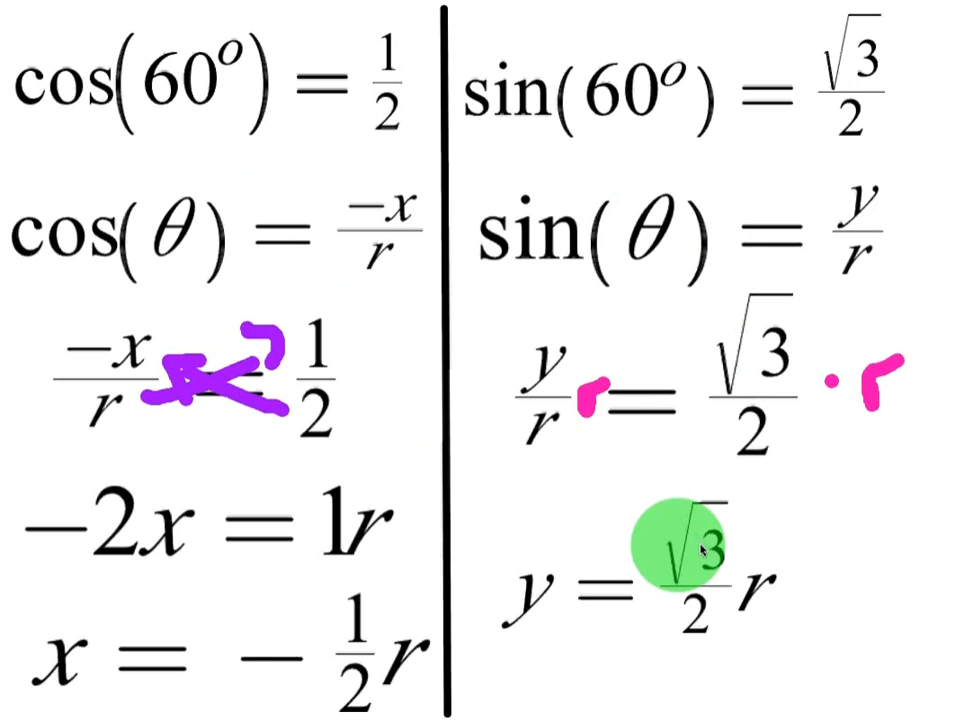 cos(60°) = 1/2
cos(θ) = -x/r
-x/r = 1/2
-2x = 1r
x = - 1/2 r
sin(60°) = √3/2
sin(θ) = y/r
y/r r = √3/2 · r
y = √3/2 r